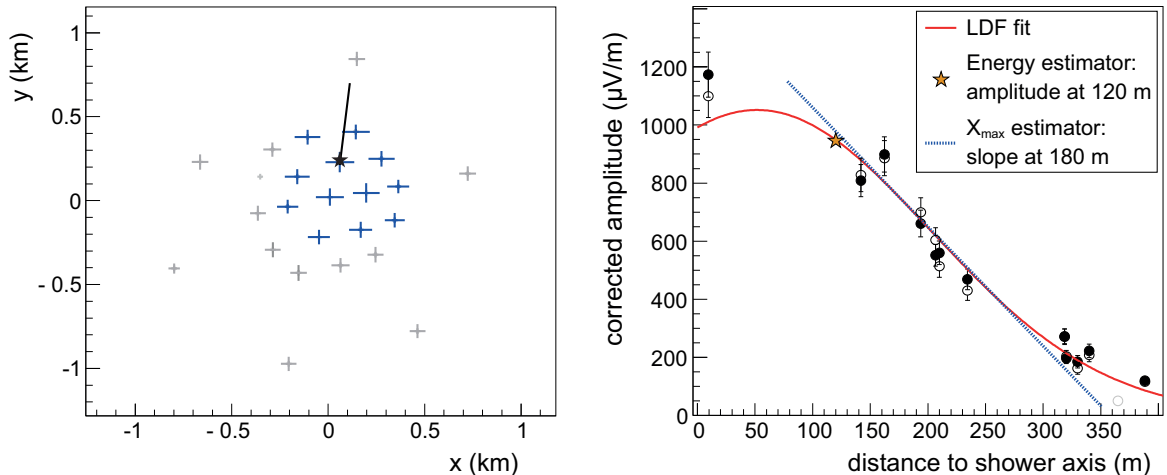 y (km)
1
0.5
0
- 0.5
-1
-1
- 0.5
0
0.5
1
x (km)
corrected amplitude (μV/m)
1200
1000
800
600
400
200
0
0
50
100
150
200
250
300
350
distance to shower axis (m)
LDF fit
Energy estimator:
amplitude at 120 m
Xmax estimator:
slope at 180 m